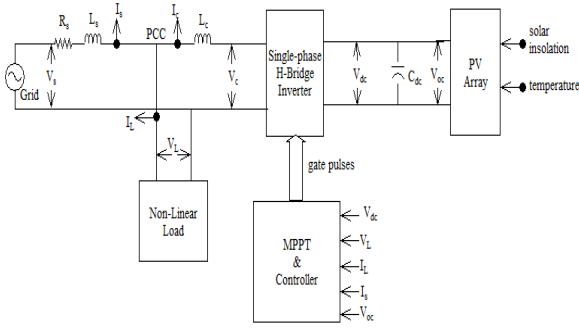 Rs
Ls
Is
PCC
Ic
Lc
Vs
Grid
Vc
Single-phase
H-Bridge
Inverter
Vdc
Cdc
Voc
PV
Array
solar
insolation
temperature
IL
VL
Non-Linear
Load
gate pulses
MPPT
&
Controller
Vdc
VL
IL
Is
Voc